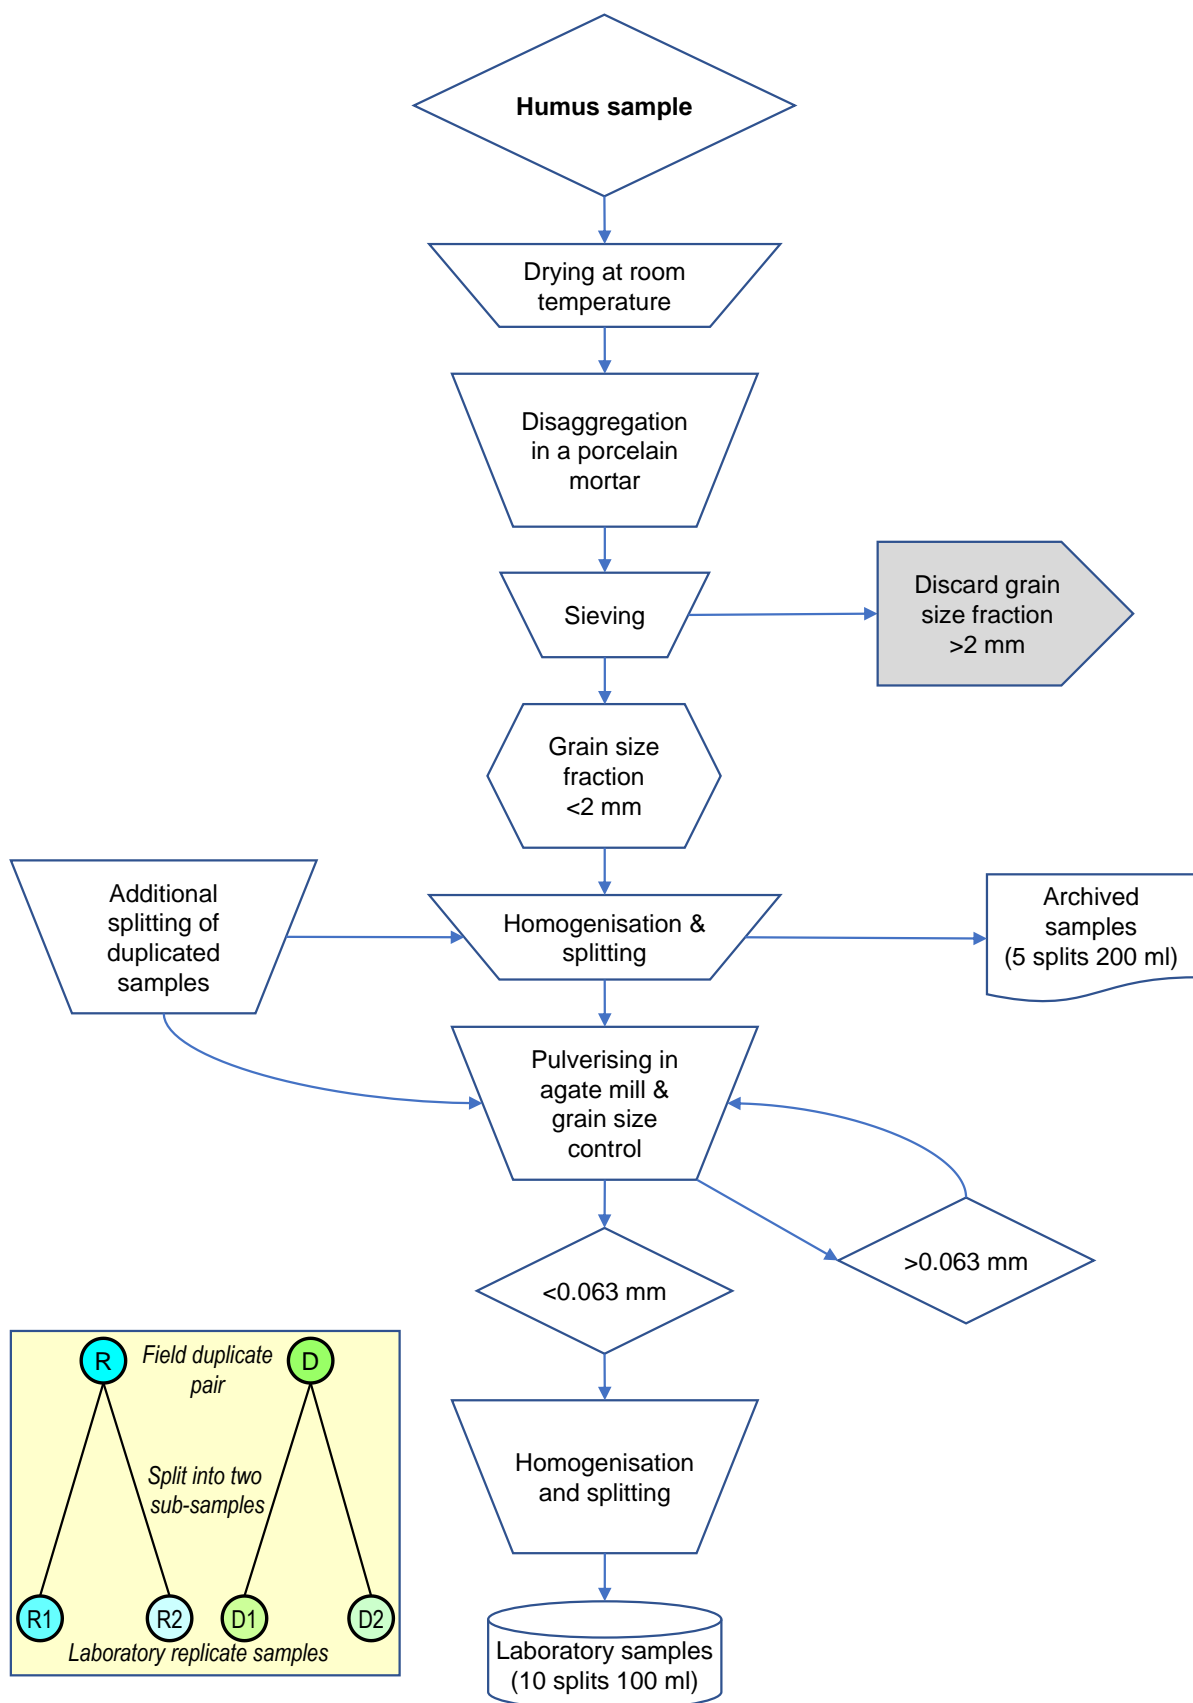 Humus sample
Drying at room
temperature
Disaggregation
in a porcelain
mortar
Sieving
Discard grain
size fraction
>2 mm
Grain size
fraction
<2 mm
Additional
splitting of
duplicated
samples
Homogenisation &
splitting
Archived
samples
(5 splits 200 ml)
Pulverising in
agate mill &
grain size
control
>0.063 mm
<0.063 mm
R
Field duplicate
pair
D
Split into two
sub-samples
R1
R2
D1
D2
Laboratory replicate samples
Homogenisation
and splitting
Laboratory samples
(10 splits 100 ml)